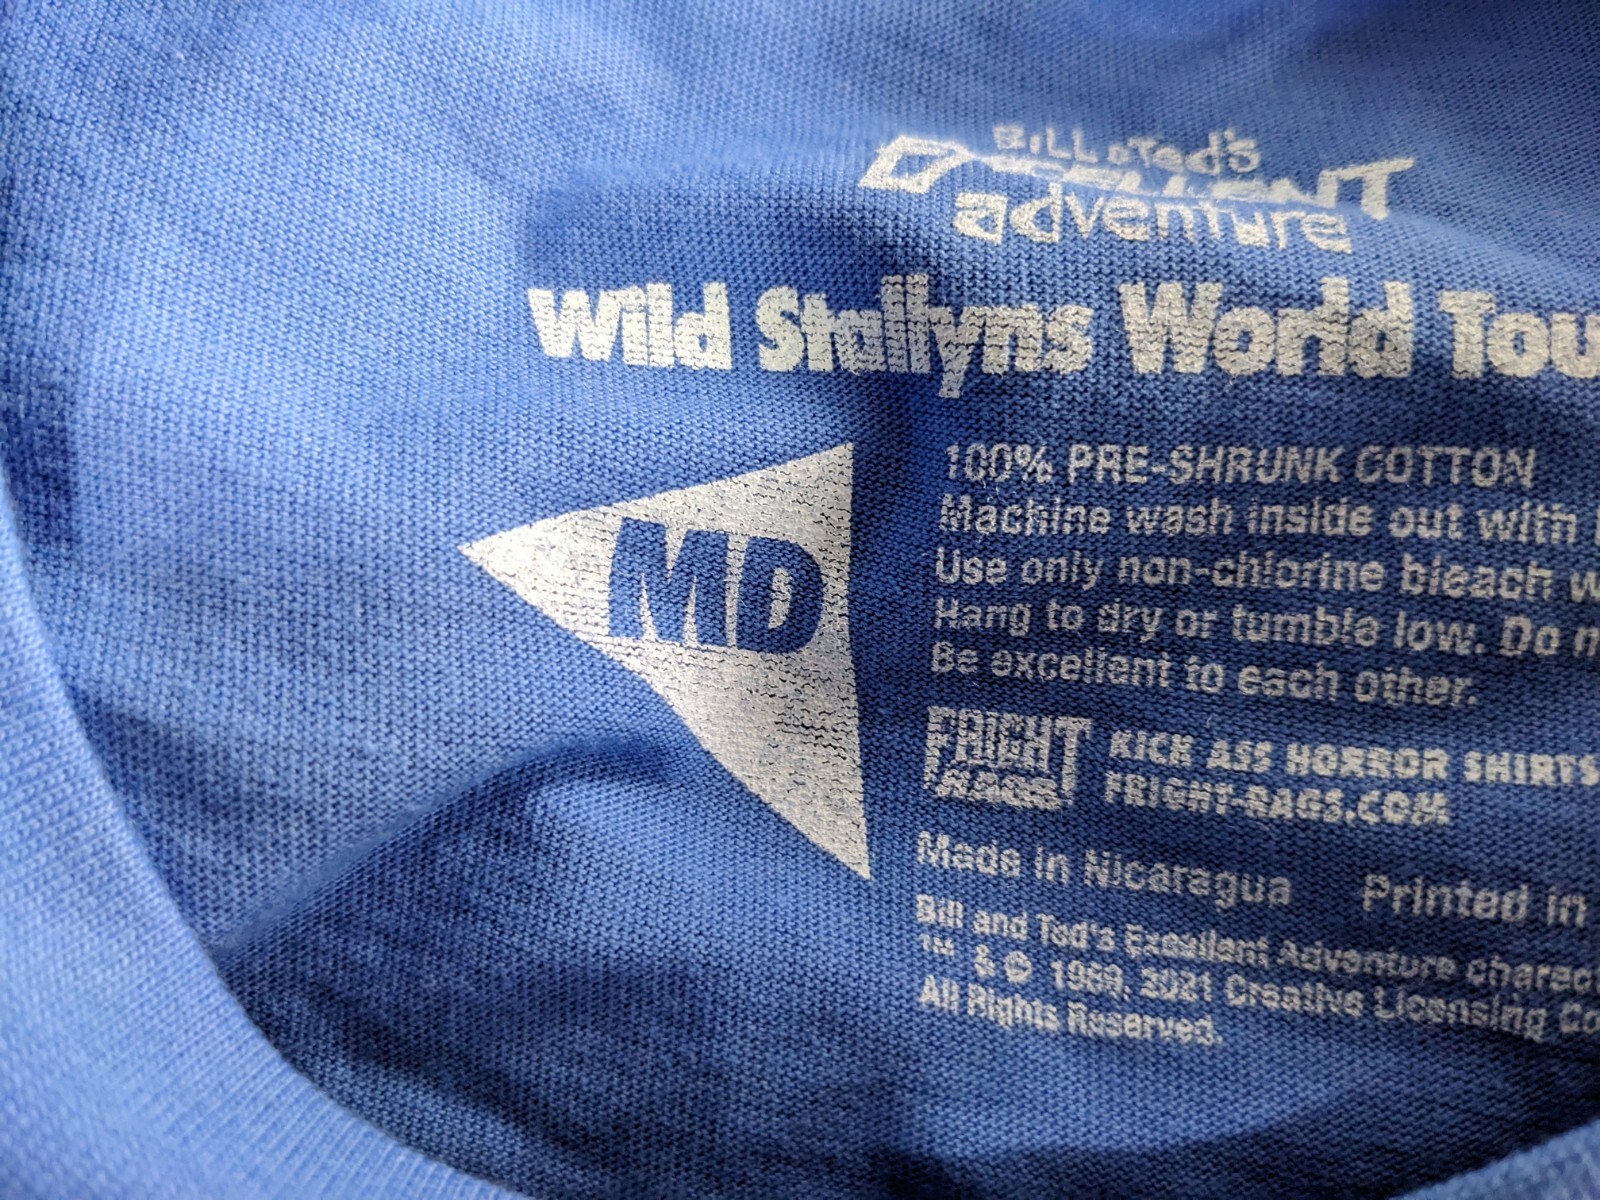 Bill & Ted's
EXCELLENT
adventure
Wild Stallyns World Tou
MD
100% PRE-SHRUNK COTTON
Machine wash inside out with
Use only non-chlorine bleach w
Hang to dry or tumble low. Do n
Be excellent to each other.
FRIGHT RAGS
KICK ASS HORROR SHIRTS
FRIGHT-RAGS.COM
Made in Nicaragua Printed in
Bill and Ted's Excellent Adventure charact
™ & © 1989, 2021 Creative Licensing Co
All Rights Reserved.